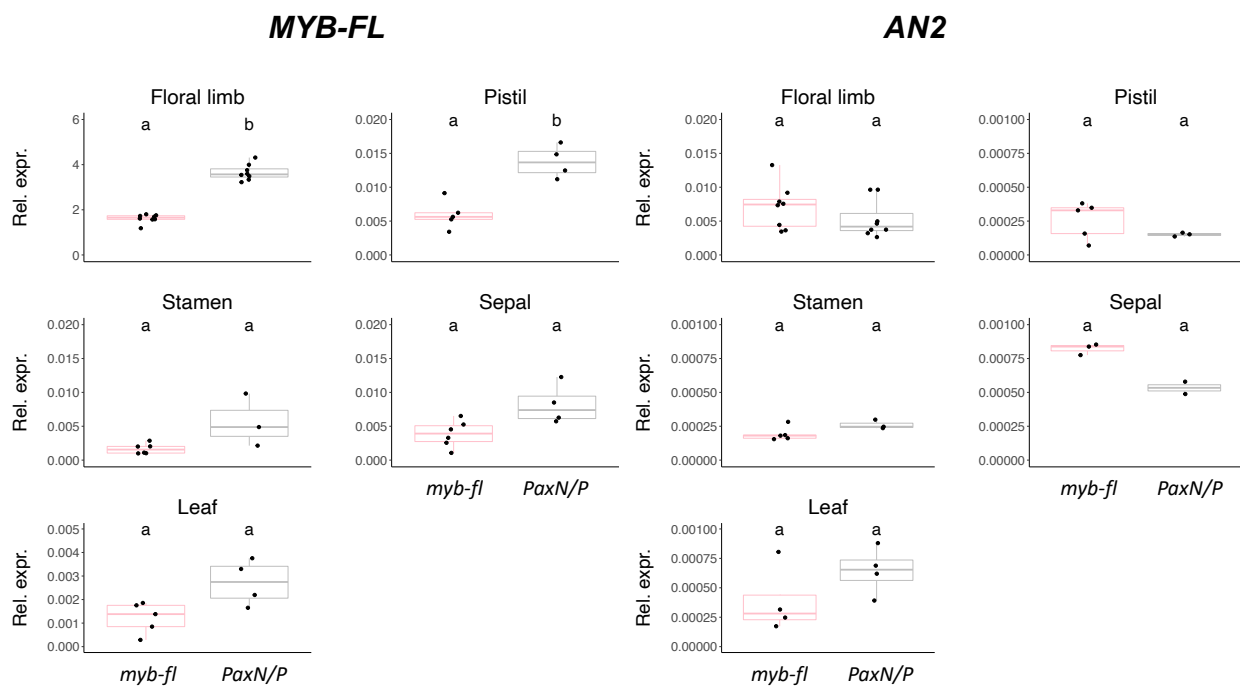 MYB-FL AN2
Floral limb Pistil Floral limb Pistil
6 a b 0.020 a b 0.020 a a 0.00100 a a
4 0.015 0.015 0.00075
Rel. expr. 0.010 Rel. expr. 0.010 0.00050
2 0.005 0.005 0.00025
0 0.000 0.000 0.00000
Stamen Sepal Stamen Sepal
0.020 a a 0.020 a a 0.00100 a a 0.00100 a a
0.015 0.015 0.00075 0.00075
Rel. expr. 0.010 0.010 Rel. expr. 0.00050 0.00050
0.005 0.005 0.00025 0.00025
0.000 0.000 0.00000 0.00000
myb-fl PaxN/P myb-fl PaxN/P
Leaf Leaf
0.005 a a 0.00100 a a
0.004 0.00075
0.003
Rel. expr. 0.002 Rel. expr. 0.00050
0.001 0.00025
0.000 0.00000
myb-fl PaxN/P myb-fl PaxN/P